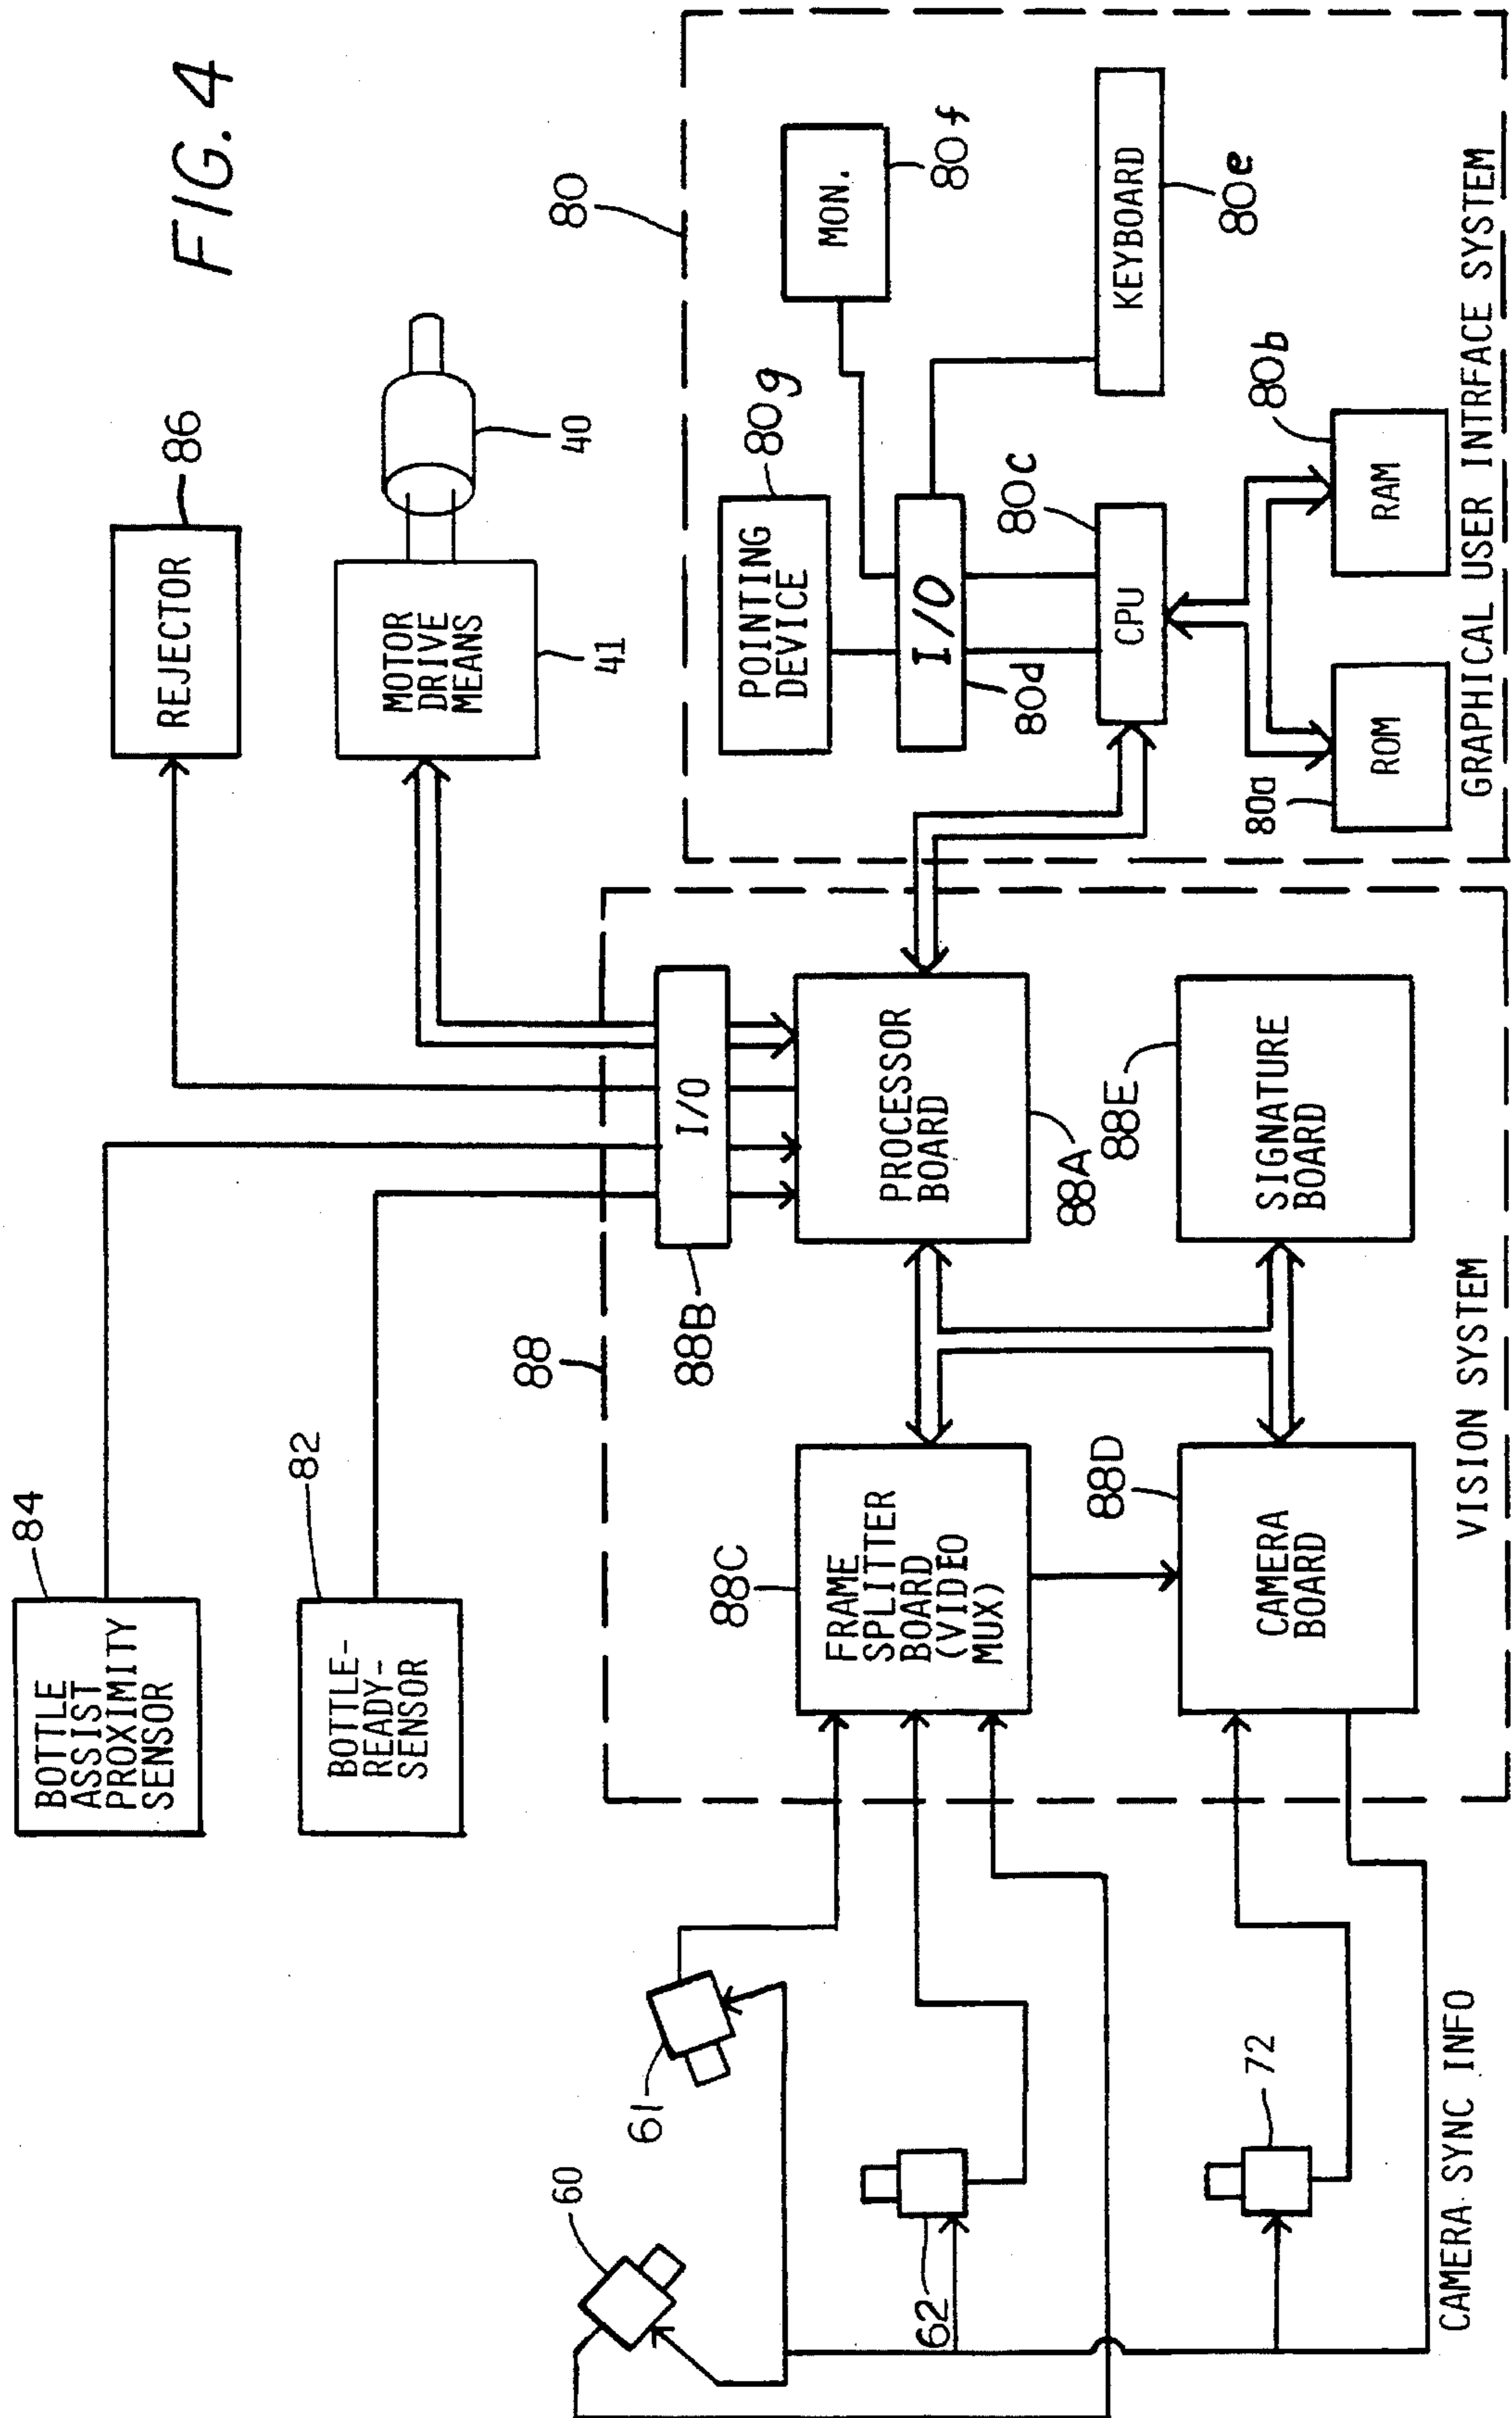 FIG. 4
84
BOTTLE
ASSIST
PROXIMITY
SENSOR
82
BOTTLE-
READY-
SENSOR
REJECTOR
86
MOTOR
DRIVE
MEANS
41
40
88
88B
I/O
PROCESSOR
BOARD
88A
88C
FRAME
SPLITTER
BOARD
(VIDEO
MUX)
88D
CAMERA
BOARD
88E
SIGNATURE
BOARD
VISION SYSTEM
60
61
62
72
CAMERA SYNC INFO
80
POINTING
DEVICE
80g
MON.
80f
I/O
80d
KEYBOARD
80e
CPU
80c
ROM
80a
RAM
80b
GRAPHICAL USER INTRFACE SYSTEM